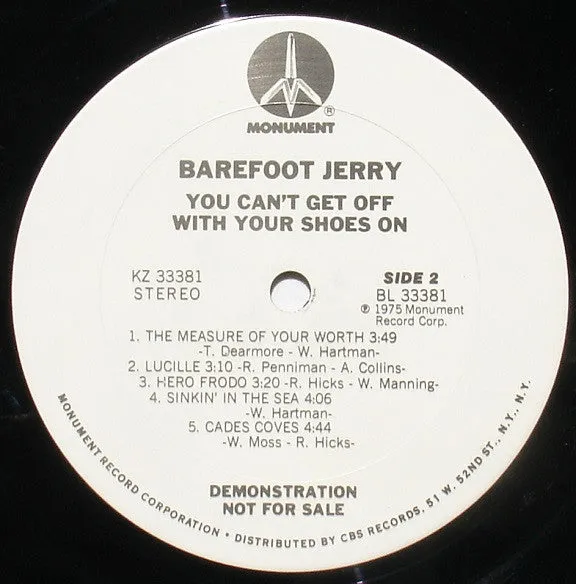 ®
MONUMENT
BAREFOOT JERRY
YOU CAN'T GET OFF
WITH YOUR SHOES ON
KZ 33381
STEREO
SIDE 2
BL 33381
℗ 1975 Monument
Record Corp.
1. THE MEASURE OF YOUR WORTH 3:49
-T. Dearmore - W. Hartman-
2. LUCILLE 3:10 -R. Penniman - A. Collins-
3. HERO FRODO 3:20 -R. Hicks - W. Manning-
4. SINKIN' IN THE SEA 4:06
-W. Hartman-
5. CADES COVES 4:44
-W. Moss - R. Hicks-
DEMONSTRATION
NOT FOR SALE
MONUMENT RECORD CORPORATION • DISTRIBUTED BY CBS RECORDS, 51 W. 52ND ST., N.Y., N.Y.